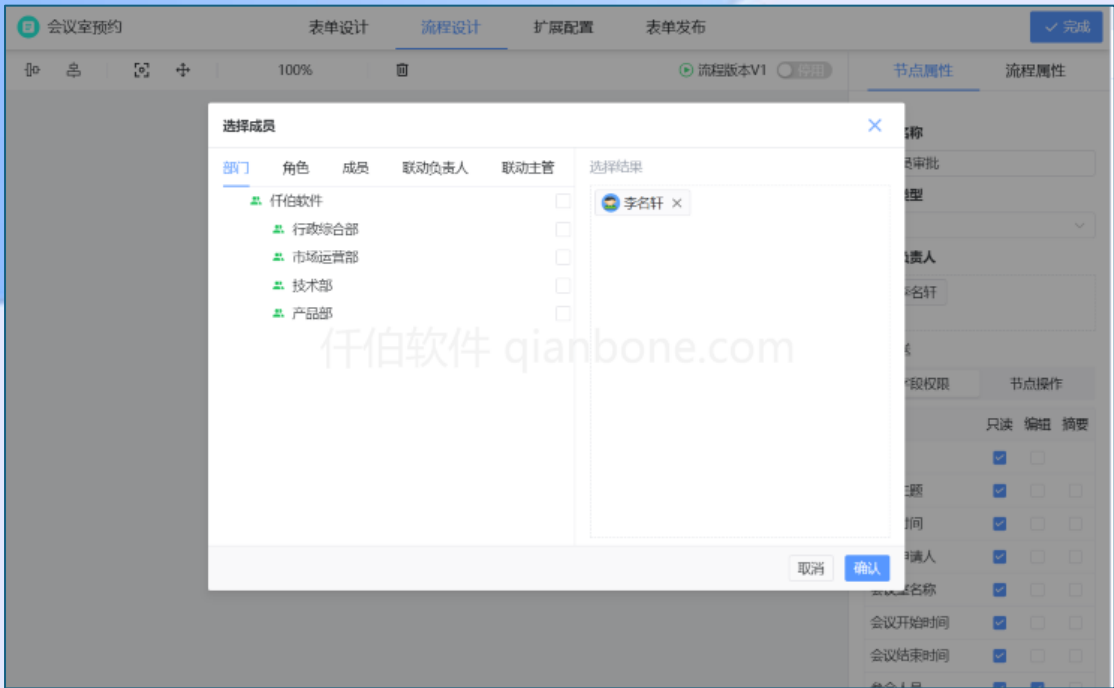 会议室预约
表单设计
流程设计
扩展配置
表单发布
完成
100%
流程版本V1
停用
节点属性
流程属性
选择成员
部门
角色
成员
联动负责人
联动主管
仟伯软件
行政综合部
市场运营部
技术部
产品部
选择结果
李名轩
仟伯软件 qianbone.com
取消
确认
称
员审批
型
负责人
李名轩
字段权限
节点操作
只读 编辑 摘要
主题
时间
申请人
会议室名称
会议开始时间
会议结束时间
参会人员